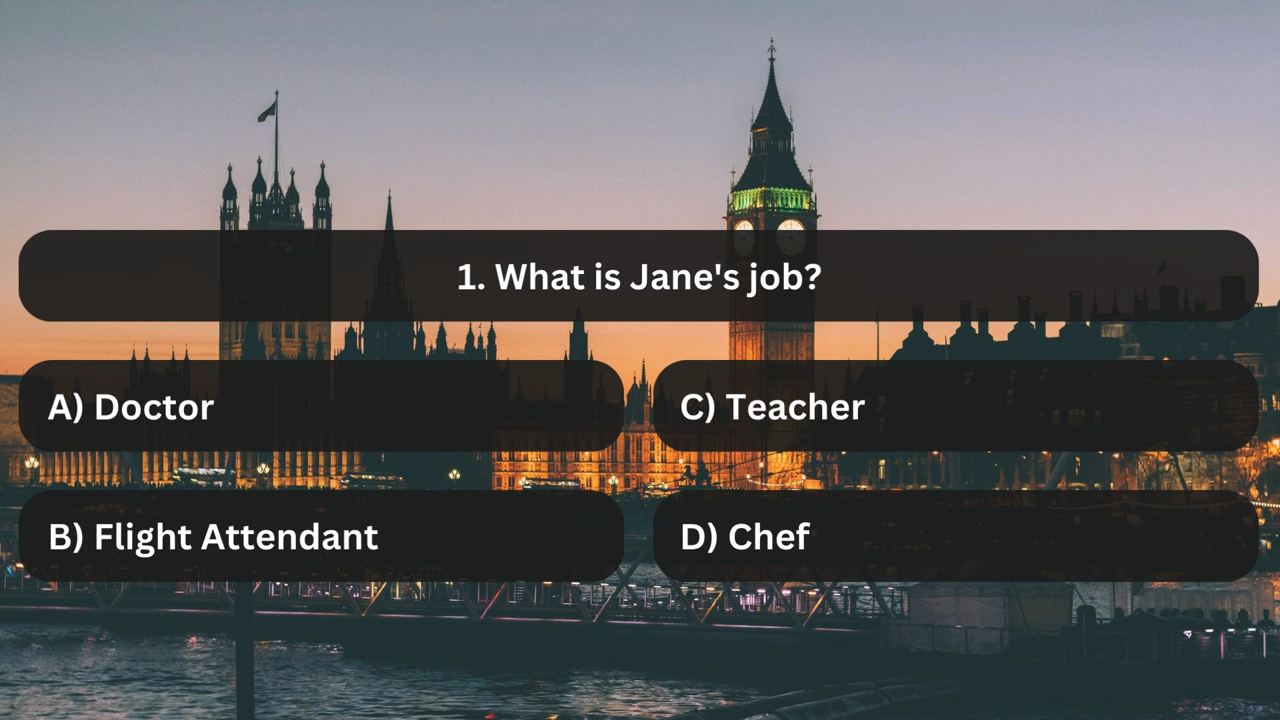 1. What is Jane's job?
A) Doctor
B) Flight Attendant
C) Teacher
D) Chef